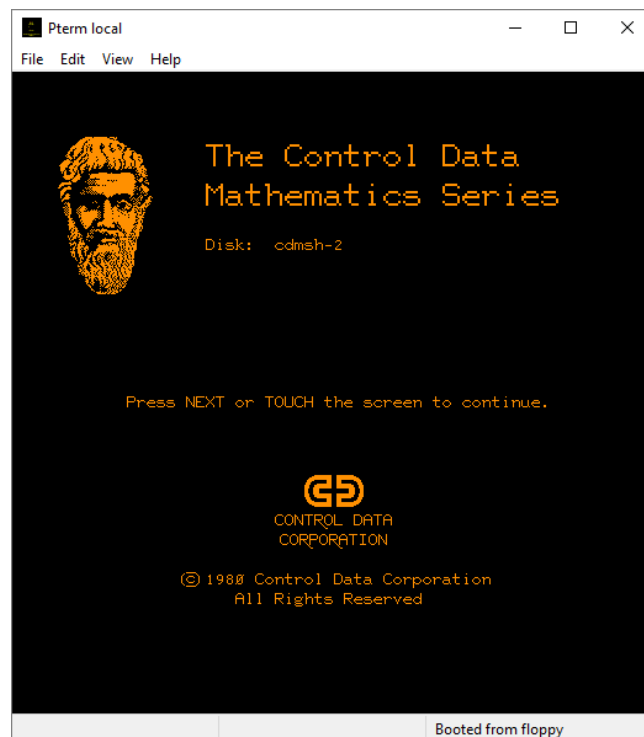 Pterm local
File Edit View Help
The Control Data
Mathematics Series
Disk: cdmsh-2
Press NEXT or TOUCH the screen to continue.
CONTROL DATA
CORPORATION
© 1980 Control Data Corporation
All Rights Reserved
Booted from floppy